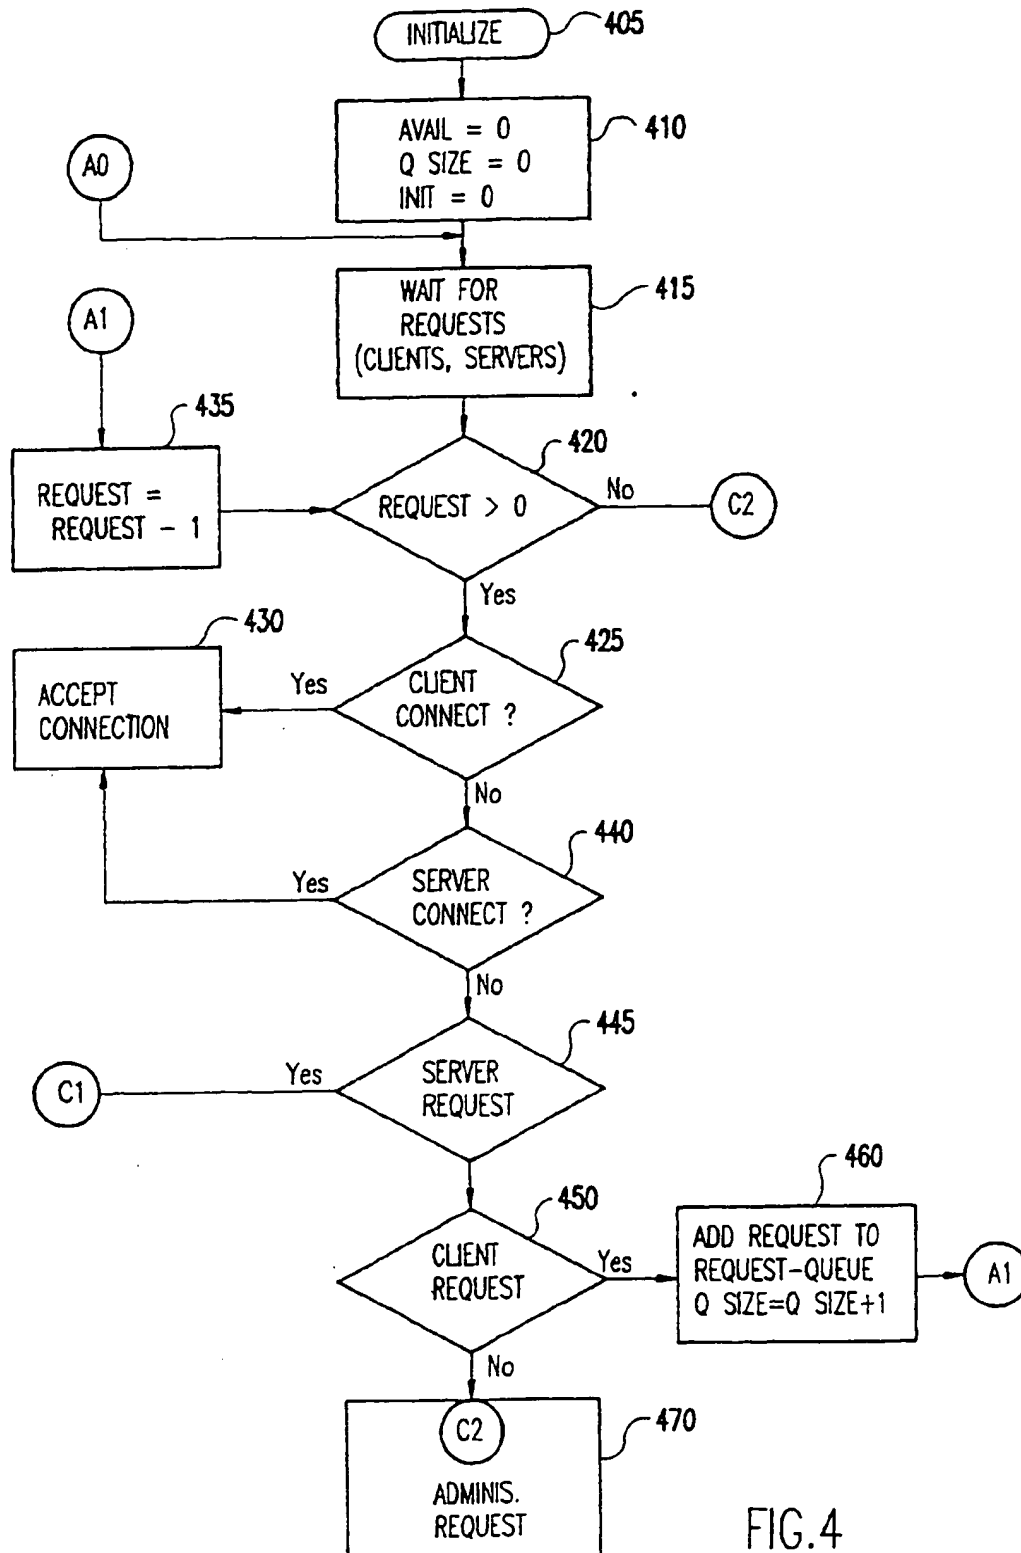 INITIALIZE
405
AVAIL = 0
Q SIZE = 0
INIT = 0
410
A0
WAIT FOR
REQUESTS
(CLIENTS, SERVERS)
415
A1
435
REQUEST =
REQUEST - 1
420
REQUEST > 0
No
C2
Yes
430
ACCEPT
CONNECTION
Yes
425
CLIENT
CONNECT ?
No
440
Yes
SERVER
CONNECT ?
No
445
C1
Yes
SERVER
REQUEST
450
CLIENT
REQUEST
Yes
460
ADD REQUEST TO
REQUEST-QUEUE
Q SIZE=Q SIZE+1
A1
No
C2
470
ADMINIS.
REQUEST
FIG.4